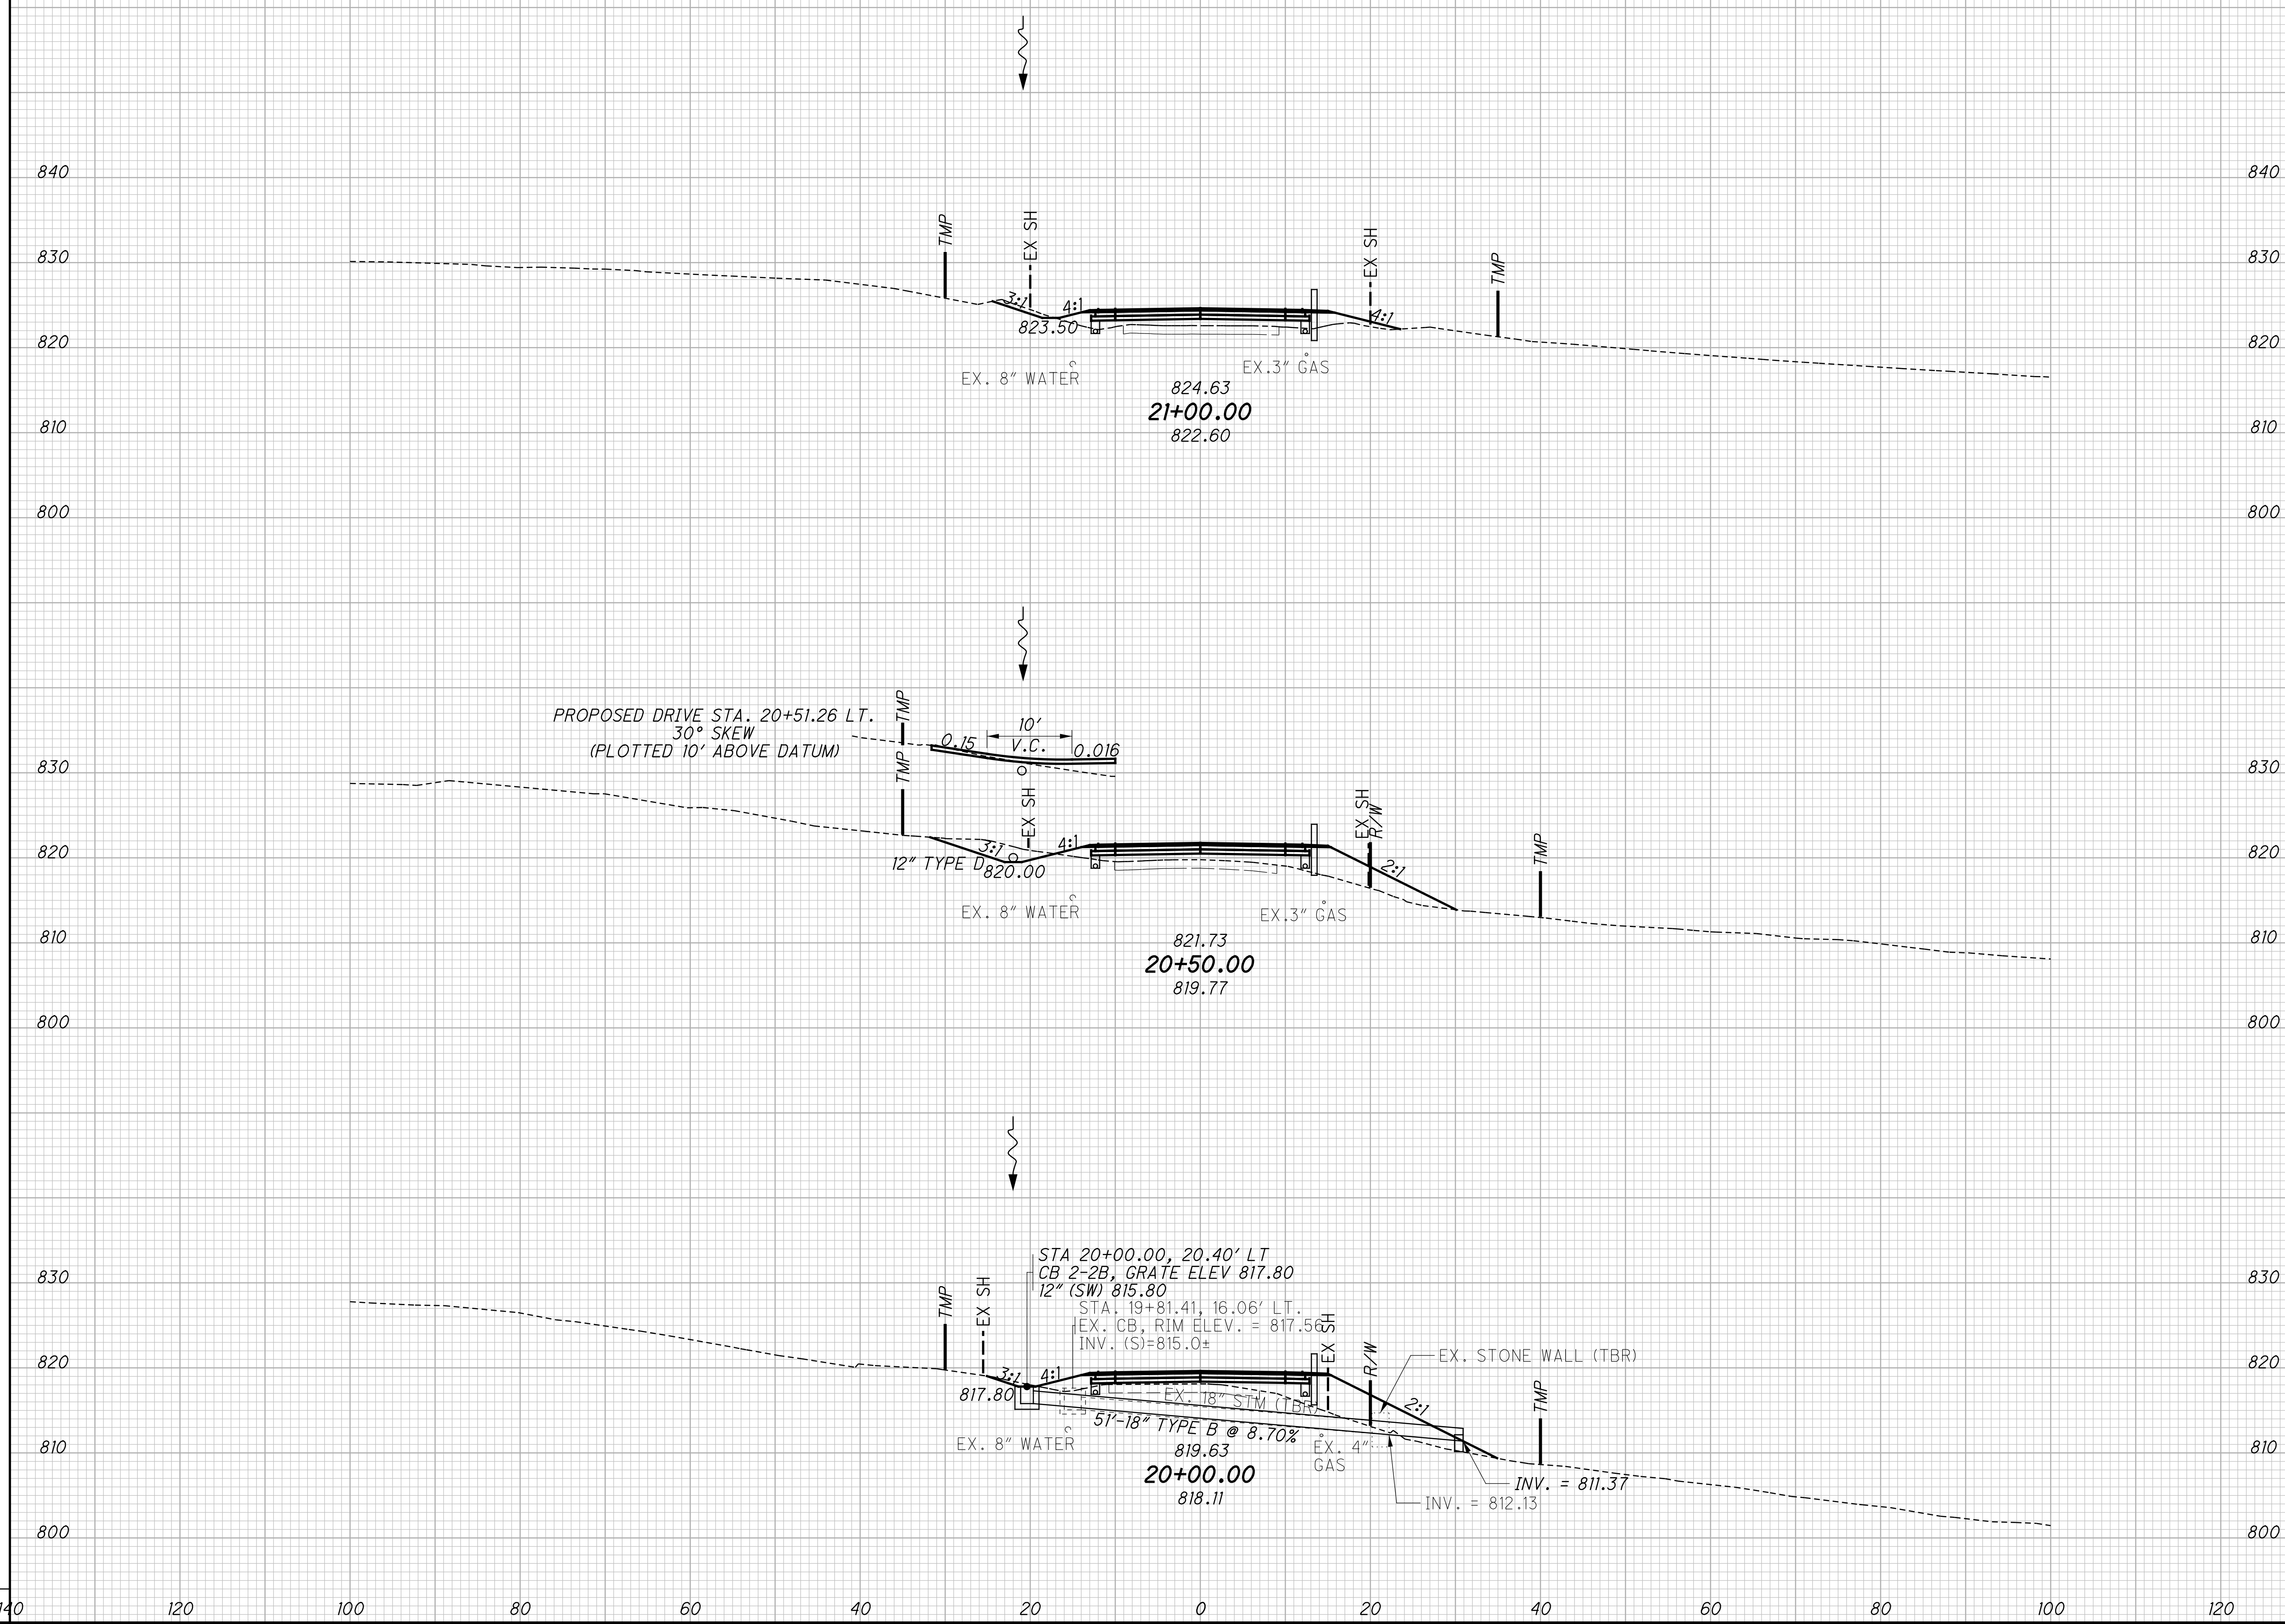 840 840
TMP
EX SH
EX SH
TMP
830 830
3:1
4:1
4:1
823.50
820 820
EX. 8" WATER
EX.3" GAS
824.63
21+00.00
822.60
810 810
800 800
PROPOSED DRIVE STA. 20+51.26 LT.
30° SKEW
(PLOTTED 10' ABOVE DATUM)
TMP
TMP
0.15
10'
V.C.
0.016
830 830
EX SH
EX SH
R/W
TMP
3:1
4:1
2:1
820 820
12" TYPE D
820.00
EX. 8" WATER
EX.3" GAS
821.73
20+50.00
819.77
810 810
800 800
STA 20+00.00, 20.40' LT
CB 2-2B, GRATE ELEV 817.80
12" (SW) 815.80
STA. 19+81.41, 16.06' LT.
EX. CB, RIM ELEV. = 817.56
INV. (S)=815.0±
830 830
TMP
EX SH
EX SH
R/W
EX. STONE WALL (TBR)
TMP
820 820
3:1
4:1
2:1
817.80
EX. 18" STM (TBR)
51'-18" TYPE B @ 8.70%
EX. 8" WATER
EX. 4"
GAS
819.63
20+00.00
818.11
INV. = 811.37
INV. = 812.13
810 810
800 800
140 120 100 80 60 40 20 0 20 40 60 80 100 120